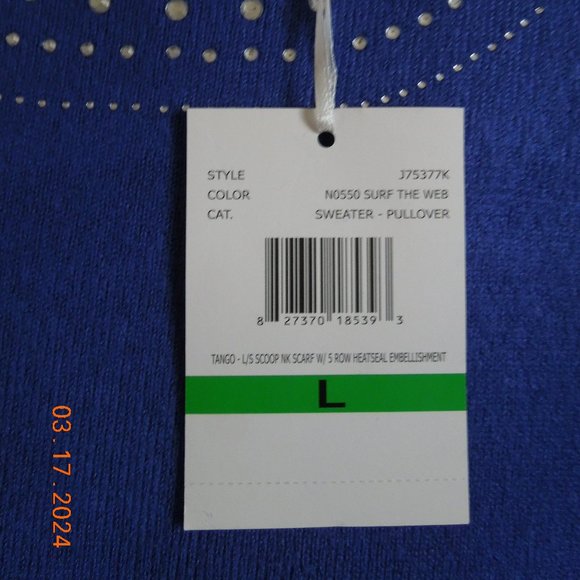 STYLE J75377K
COLOR N0550 SURF THE WEB
CAT. SWEATER - PULLOVER
8 27370 18539 3
TANGO - L/S SCOOP NK SCARF W/ 5 ROW HEATSEAL EMBELLISHMENT
L
03.17.2024